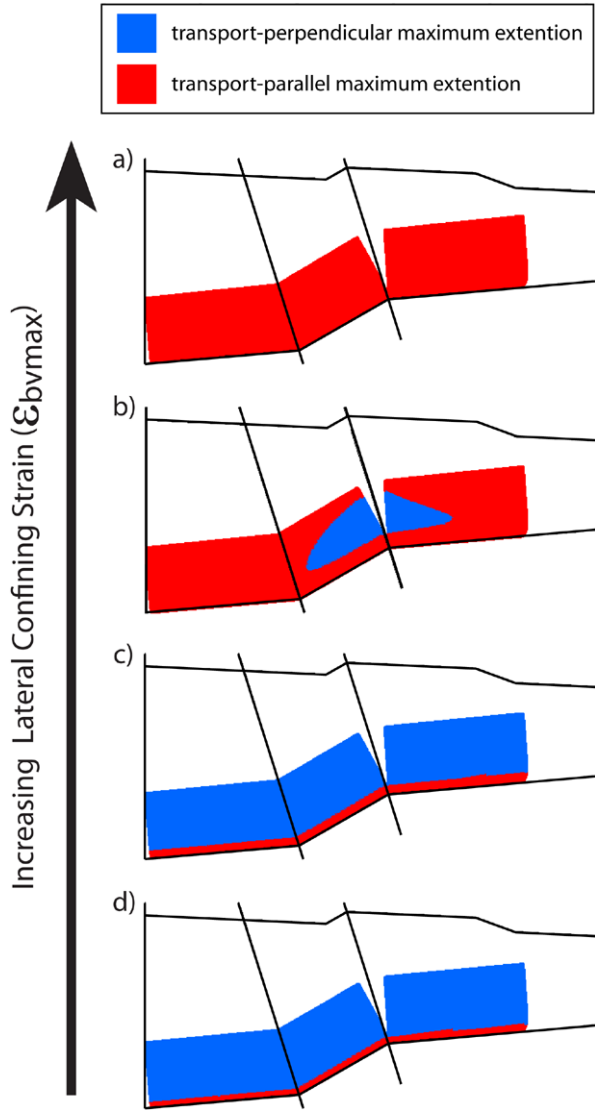 transport-perpendicular maximum extention
transport-parallel maximum extention
a)
b)
c)
d)
Increasing Lateral Confining Strain (εbvmax)